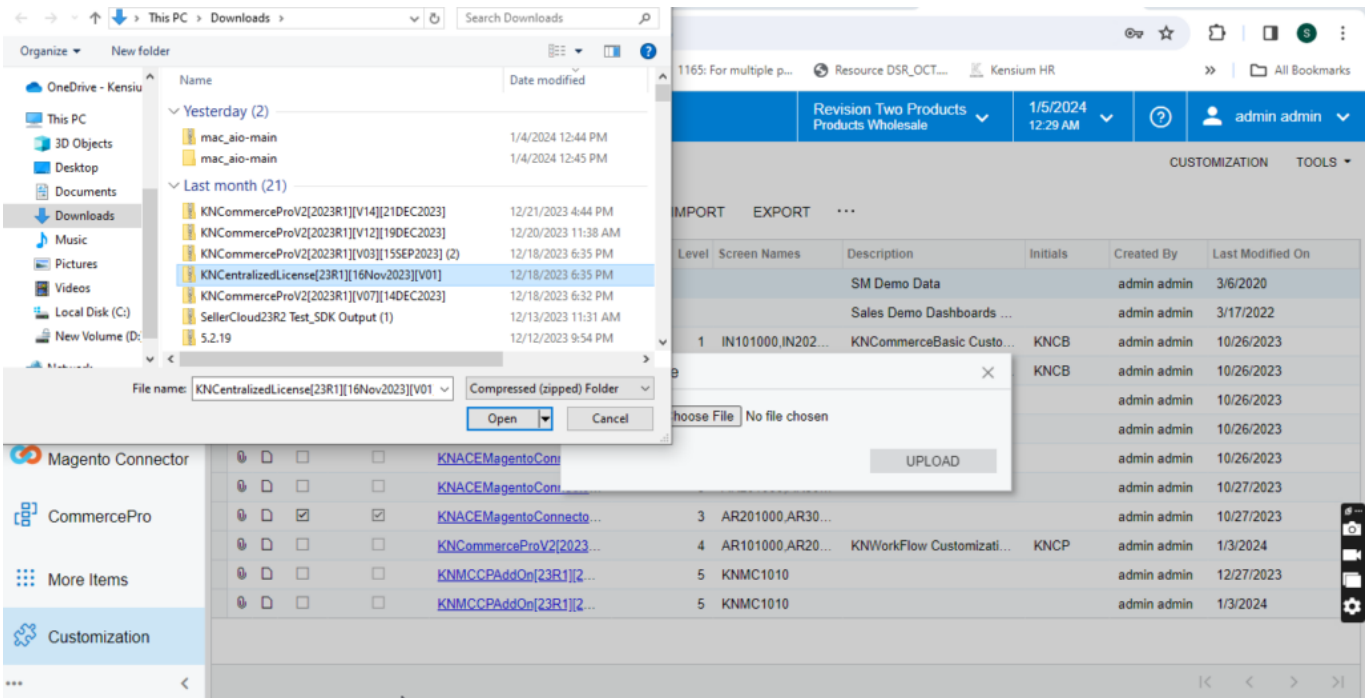 This PC > Downloads >
Search Downloads
Organize
New folder
Name
Date modified
OneDrive - Kensiu
This PC
3D Objects
Desktop
Documents
Downloads
Music
Pictures
Videos
Local Disk (C:)
New Volume (D:
Network
Yesterday (2)
mac_aio-main 1/4/2024 12:44 PM
mac_aio-main 1/4/2024 12:45 PM
Last month (21)
KNCommerceProV2[2023R1][V14][21DEC2023] 12/21/2023 4:44 PM
KNCommerceProV2[2023R1][V12][19DEC2023] 12/20/2023 11:38 AM
KNCommerceProV2[2023R1][V03][15SEP2023] (2) 12/18/2023 6:35 PM
KNCentralizedLicense[23R1][16Nov2023][V01] 12/18/2023 6:35 PM
KNCommerceProV2[2023R1][V07][14DEC2023] 12/18/2023 6:32 PM
SellerCloud23R2 Test_SDK Output (1) 12/13/2023 11:31 AM
5.2.19 12/12/2023 9:54 PM
File name: KNCentralizedLicense[23R1][16Nov2023][V01
Compressed (zipped) Folder
Open
Cancel
S
1165: For multiple p...
Resource DSR_OCT....
Kensium HR
All Bookmarks
Revision Two Products
Products Wholesale
1/5/2024
12:29 AM
admin admin
CUSTOMIZATION TOOLS
IMPORT EXPORT ...
Level Screen Names Description Initials Created By Last Modified On
SM Demo Data admin admin 3/6/2020
Sales Demo Dashboards ... admin admin 3/17/2022
1 IN101000,IN202... KNCommerceBasic Custo... KNCB admin admin 10/26/2023
KNCB admin admin 10/26/2023
admin admin 10/26/2023
admin admin 10/26/2023
hoose File No file chosen
UPLOAD
KNACEMagentoConn admin admin 10/26/2023
KNACEMagentoConn admin admin 10/27/2023
KNACEMagentoConnecto... 3 AR201000,AR30... admin admin 10/27/2023
KNCommerceProV2[2023... 4 AR101000,AR20... KNWorkFlow Customizati... KNCP admin admin 1/3/2024
KNMCCPAddOn[23R1][2... 5 KNMC1010 admin admin 12/27/2023
KNMCCPAddOn[23R1][2... 5 KNMC1010 admin admin 1/3/2024
Magento Connector
CommercePro
More Items
Customization